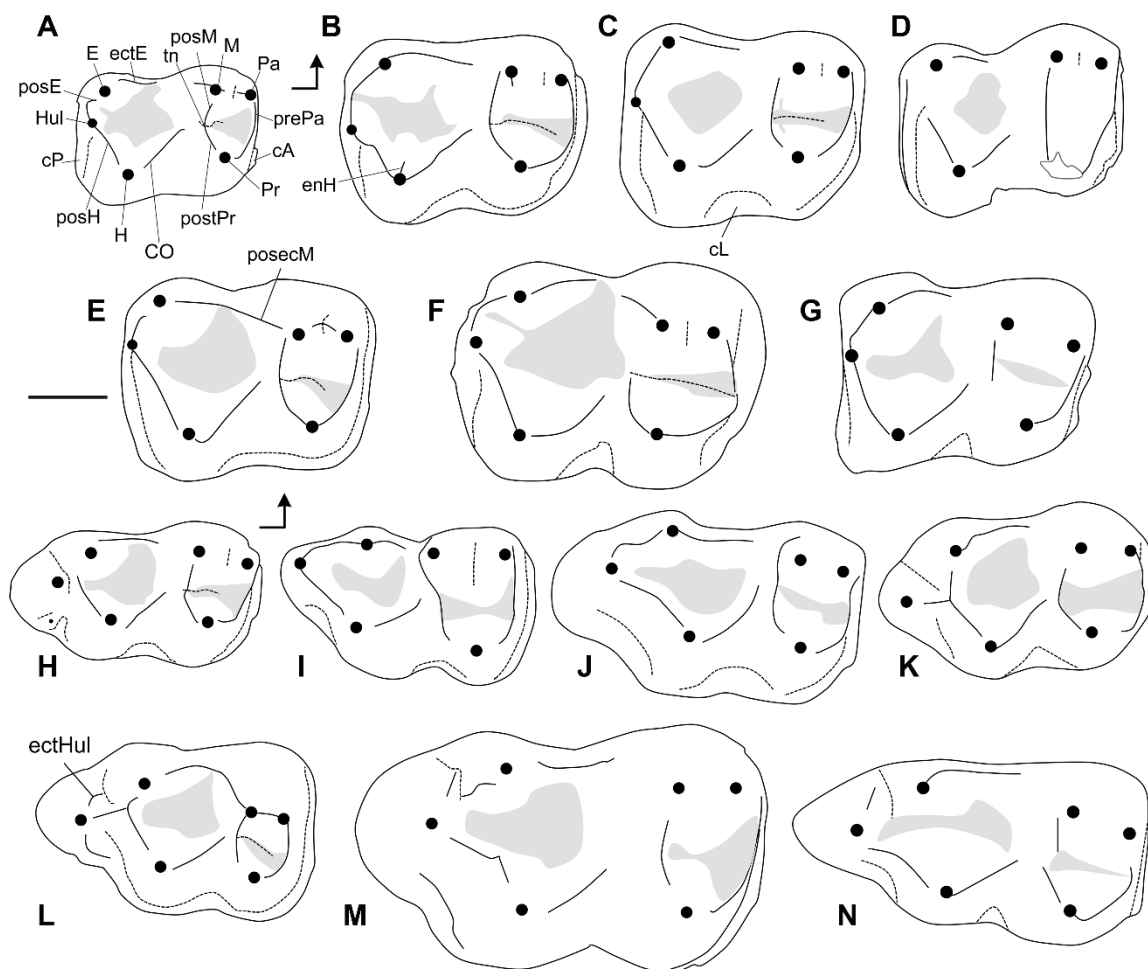 A B C D
E ectE posM M Pa
tn
posE
Hul
prePa
cP
cA
enH
Pr
posH H postPr
CO
cL
posecM
E F G
H I J K
ectHul
L M N